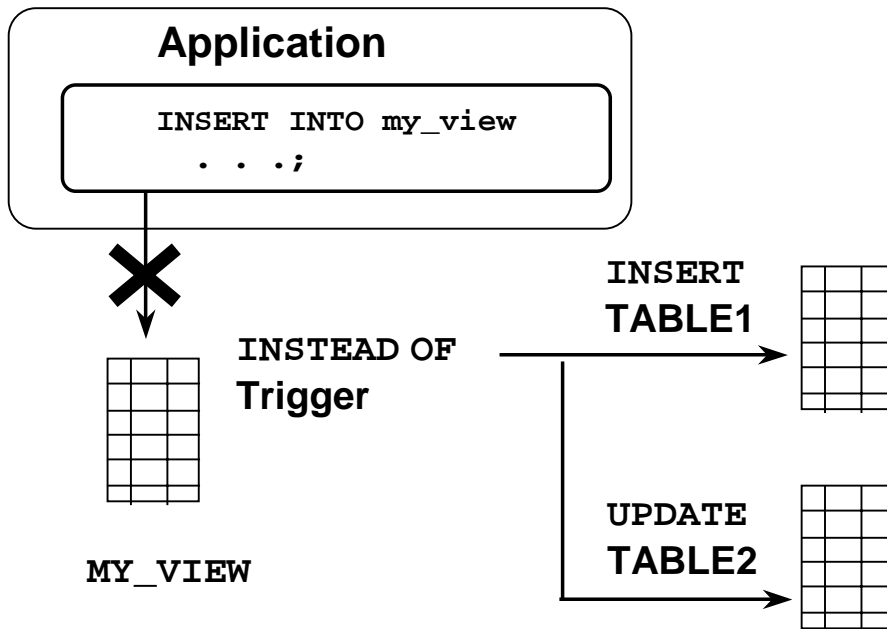 Application
INSERT INTO my_view
. . .;
INSTEAD OF
Trigger
MY_VIEW
INSERT
TABLE1
UPDATE
TABLE2